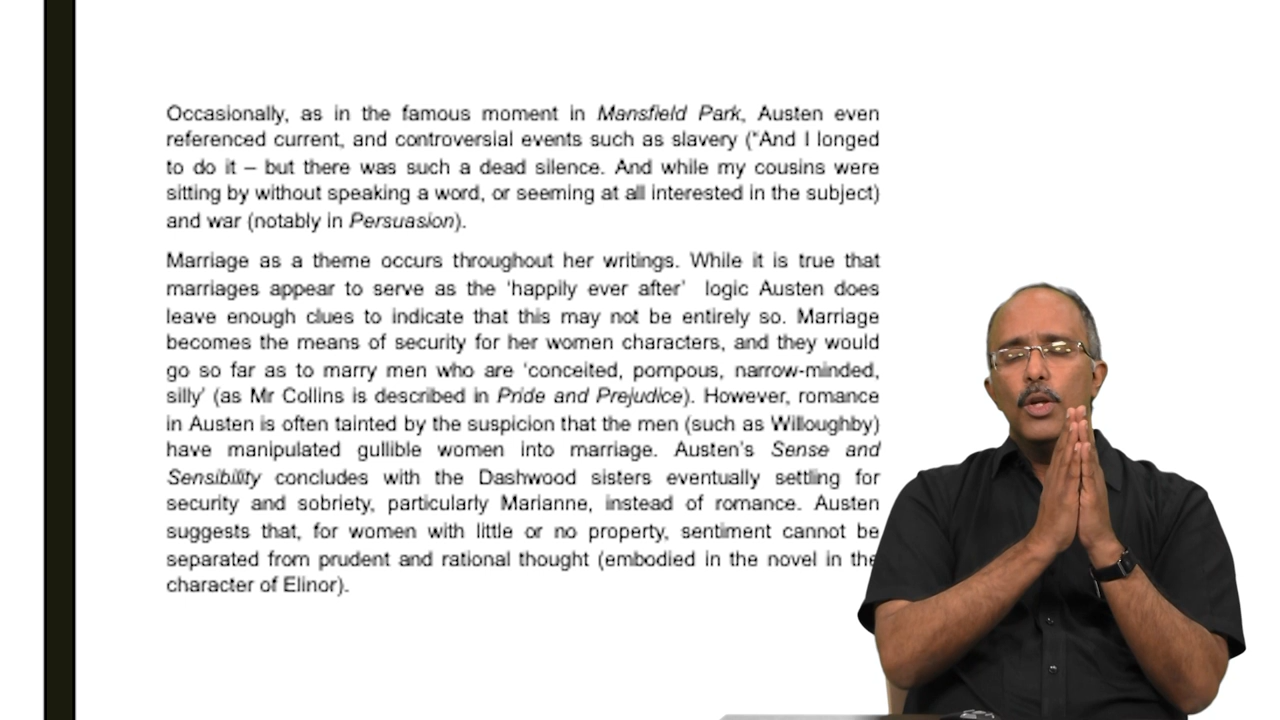 Occasionally, as in the famous moment in Mansfield Park, Austen even
referenced current, and controversial events such as slavery (“And I longed
to do it – but there was such a dead silence. And while my cousins were
sitting by without speaking a word, or seeming at all interested in the subject)
and war (notably in Persuasion).
Marriage as a theme occurs throughout her writings. While it is true that
marriages appear to serve as the ‘happily ever after’ logic Austen does
leave enough clues to indicate that this may not be entirely so. Marriage
becomes the means of security for her women characters, and they would
go so far as to marry men who are ‘conceited, pompous, narrow-minded,
silly’ (as Mr Collins is described in Pride and Prejudice). However, romance
in Austen is often tainted by the suspicion that the men (such as Willoughby)
have manipulated gullible women into marriage. Austen’s Sense and
Sensibility concludes with the Dashwood sisters eventually settling for
security and sobriety, particularly Marianne, instead of romance. Austen
suggests that, for women with little or no property, sentiment cannot be
separated from prudent and rational thought (embodied in the novel in the
character of Elinor).